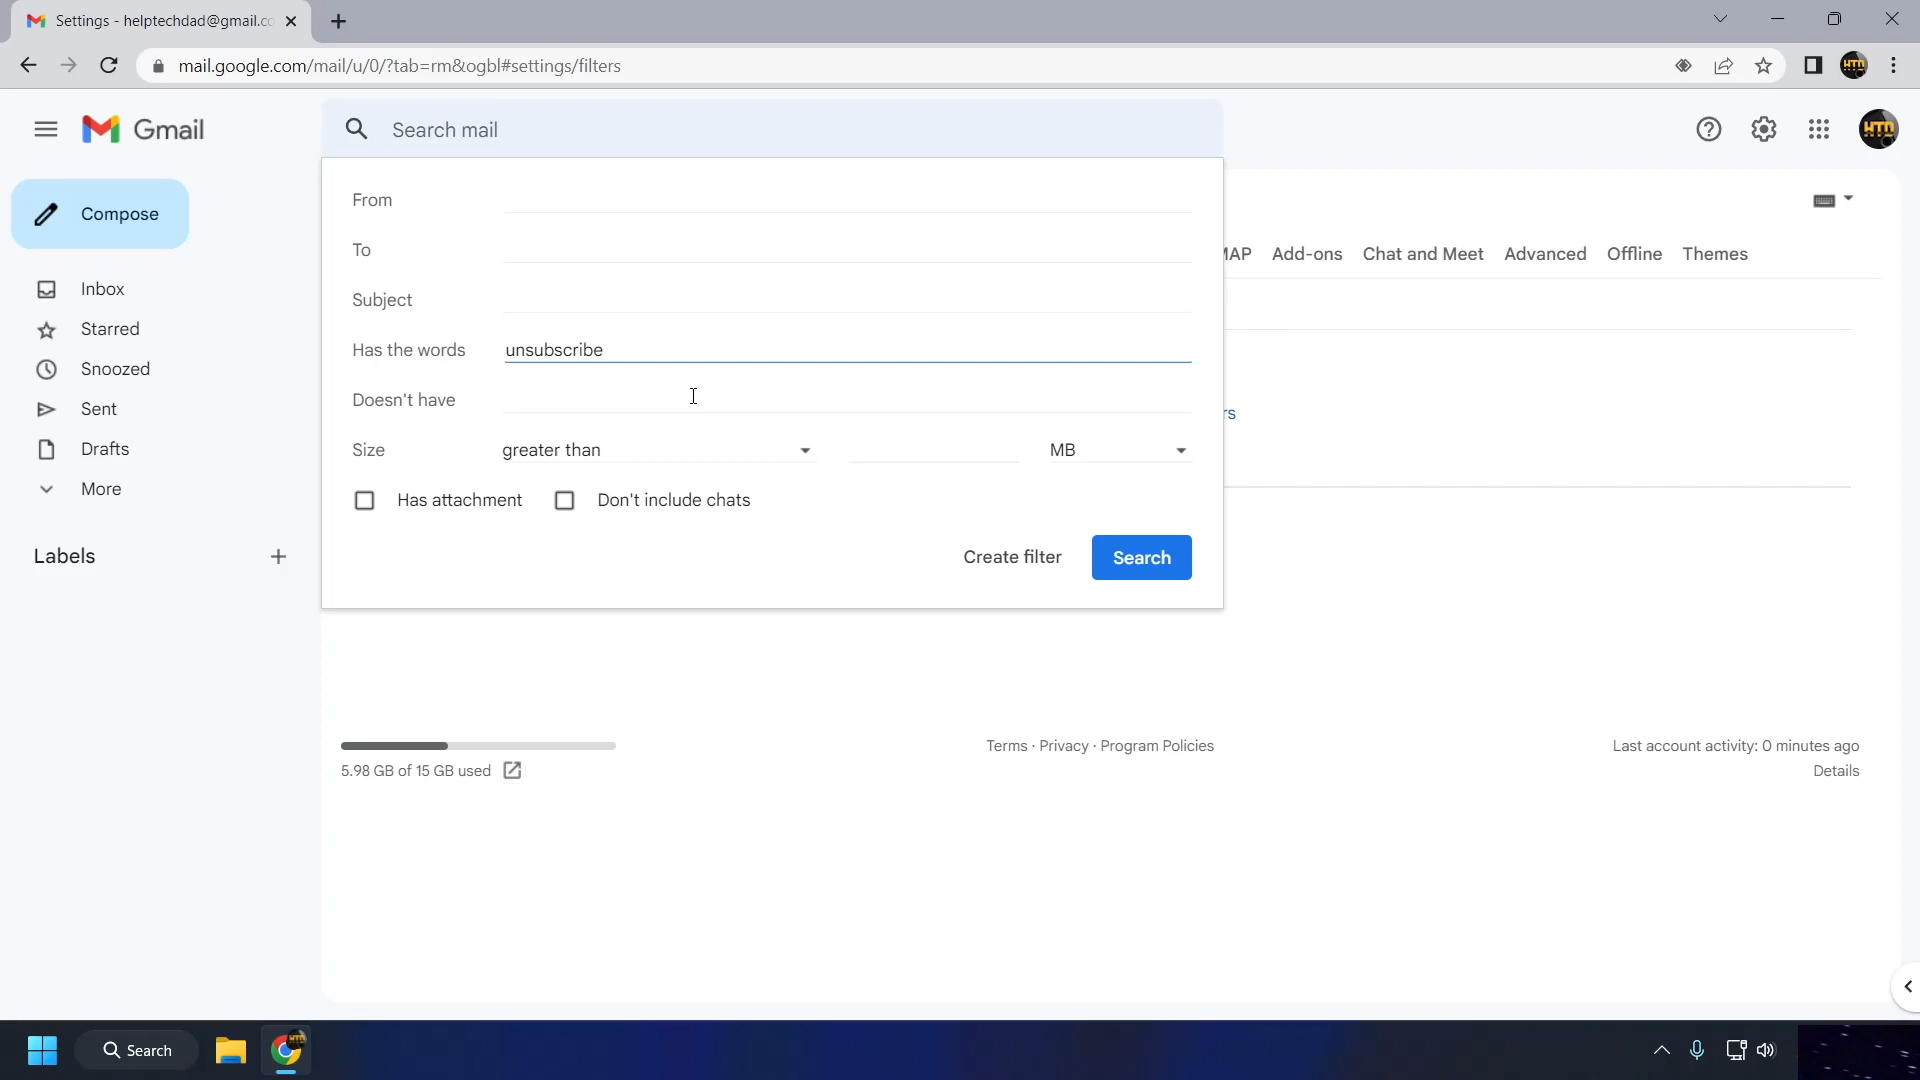 Settings - helptechdad@gmail.co
mail.google.com/mail/u/0/?tab=rm&ogbl#settings/filters
Gmail
Search mail
Compose
Inbox
Starred
Snoozed
Sent
Drafts
More
Labels
From
To
Subject
Has the words unsubscribe
Doesn't have
Size greater than MB
Has attachment Don't include chats
Create filter Search
MAP Add-ons Chat and Meet Advanced Offline Themes
rs
5.98 GB of 15 GB used
Terms · Privacy · Program Policies
Last account activity: 0 minutes ago
Details
Search